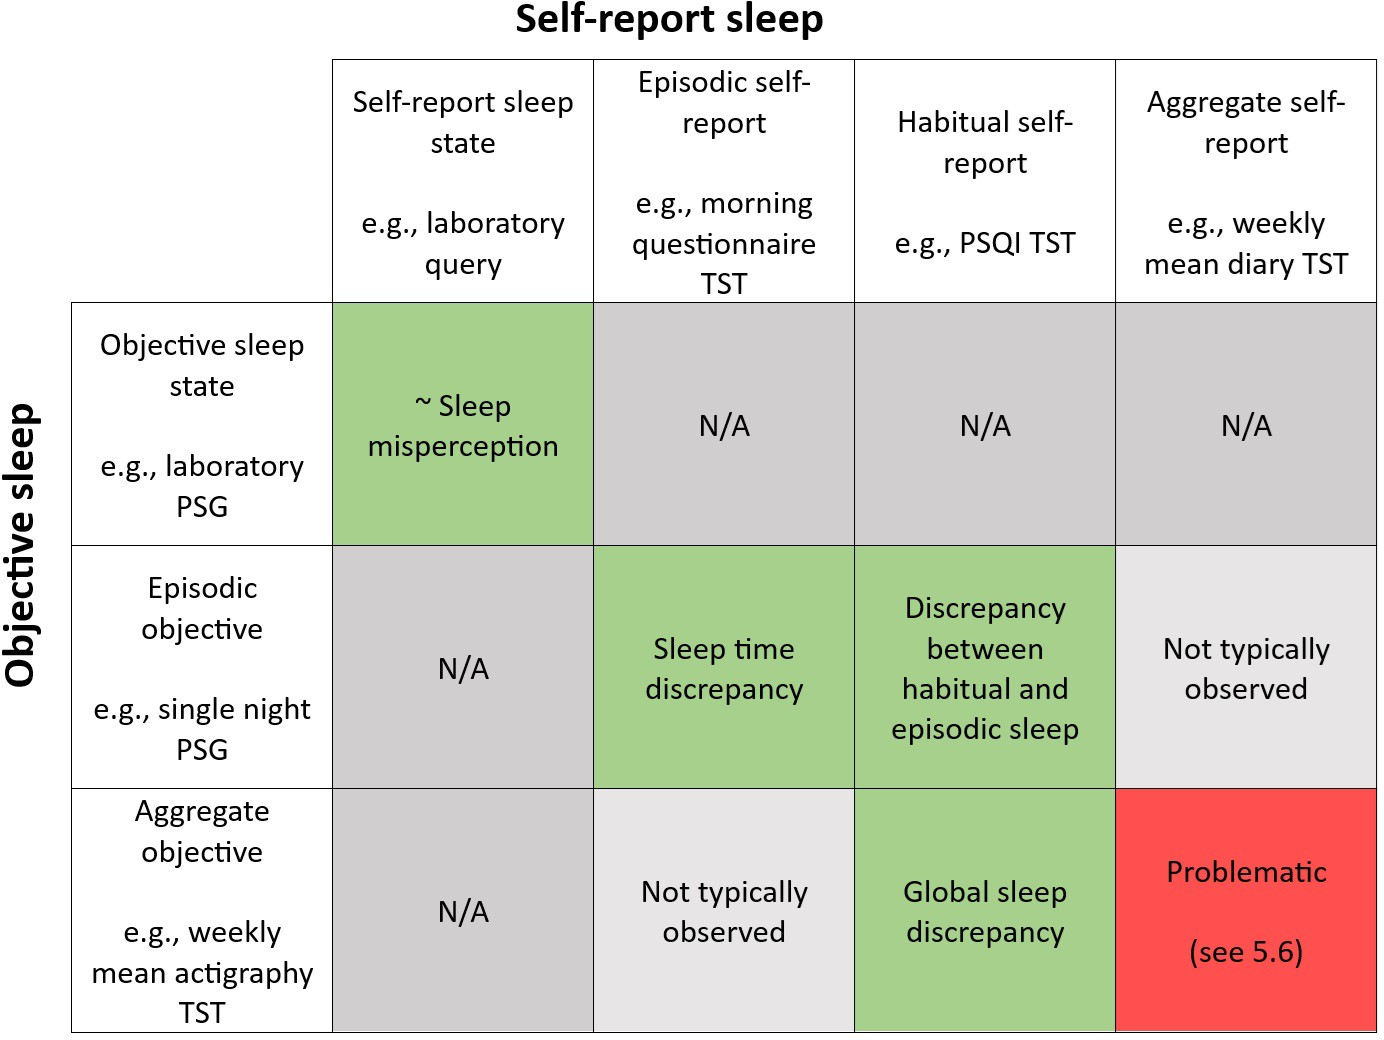 Self-report sleep
Self-report sleep
state
e.g., laboratory
query
Episodic self-
report
e.g., morning
questionnaire
TST
Habitual self-
report
e.g., PSQI TST
Aggregate self-
report
e.g., weekly
mean diary TST
Objective sleep
Objective sleep
state
e.g., laboratory
PSG
~ Sleep
misperception
N/A
N/A
N/A
Episodic
objective
e.g., single night
PSG
N/A
Sleep time
discrepancy
Discrepancy
between
habitual and
episodic sleep
Not typically
observed
Aggregate
objective
e.g., weekly
mean actigraphy
TST
N/A
Not typically
observed
Global sleep
discrepancy
Problematic
(see 5.6)